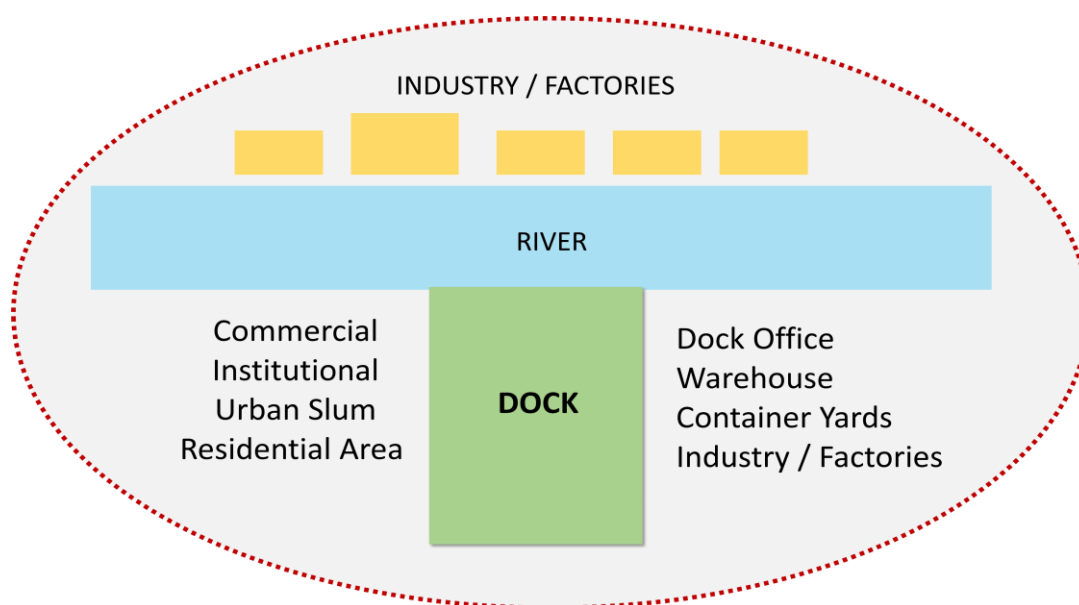 INDUSTRY / FACTORIES
RIVER
Commercial
Institutional
Urban Slum
Residential Area
DOCK
Dock Office
Warehouse
Container Yards
Industry / Factories